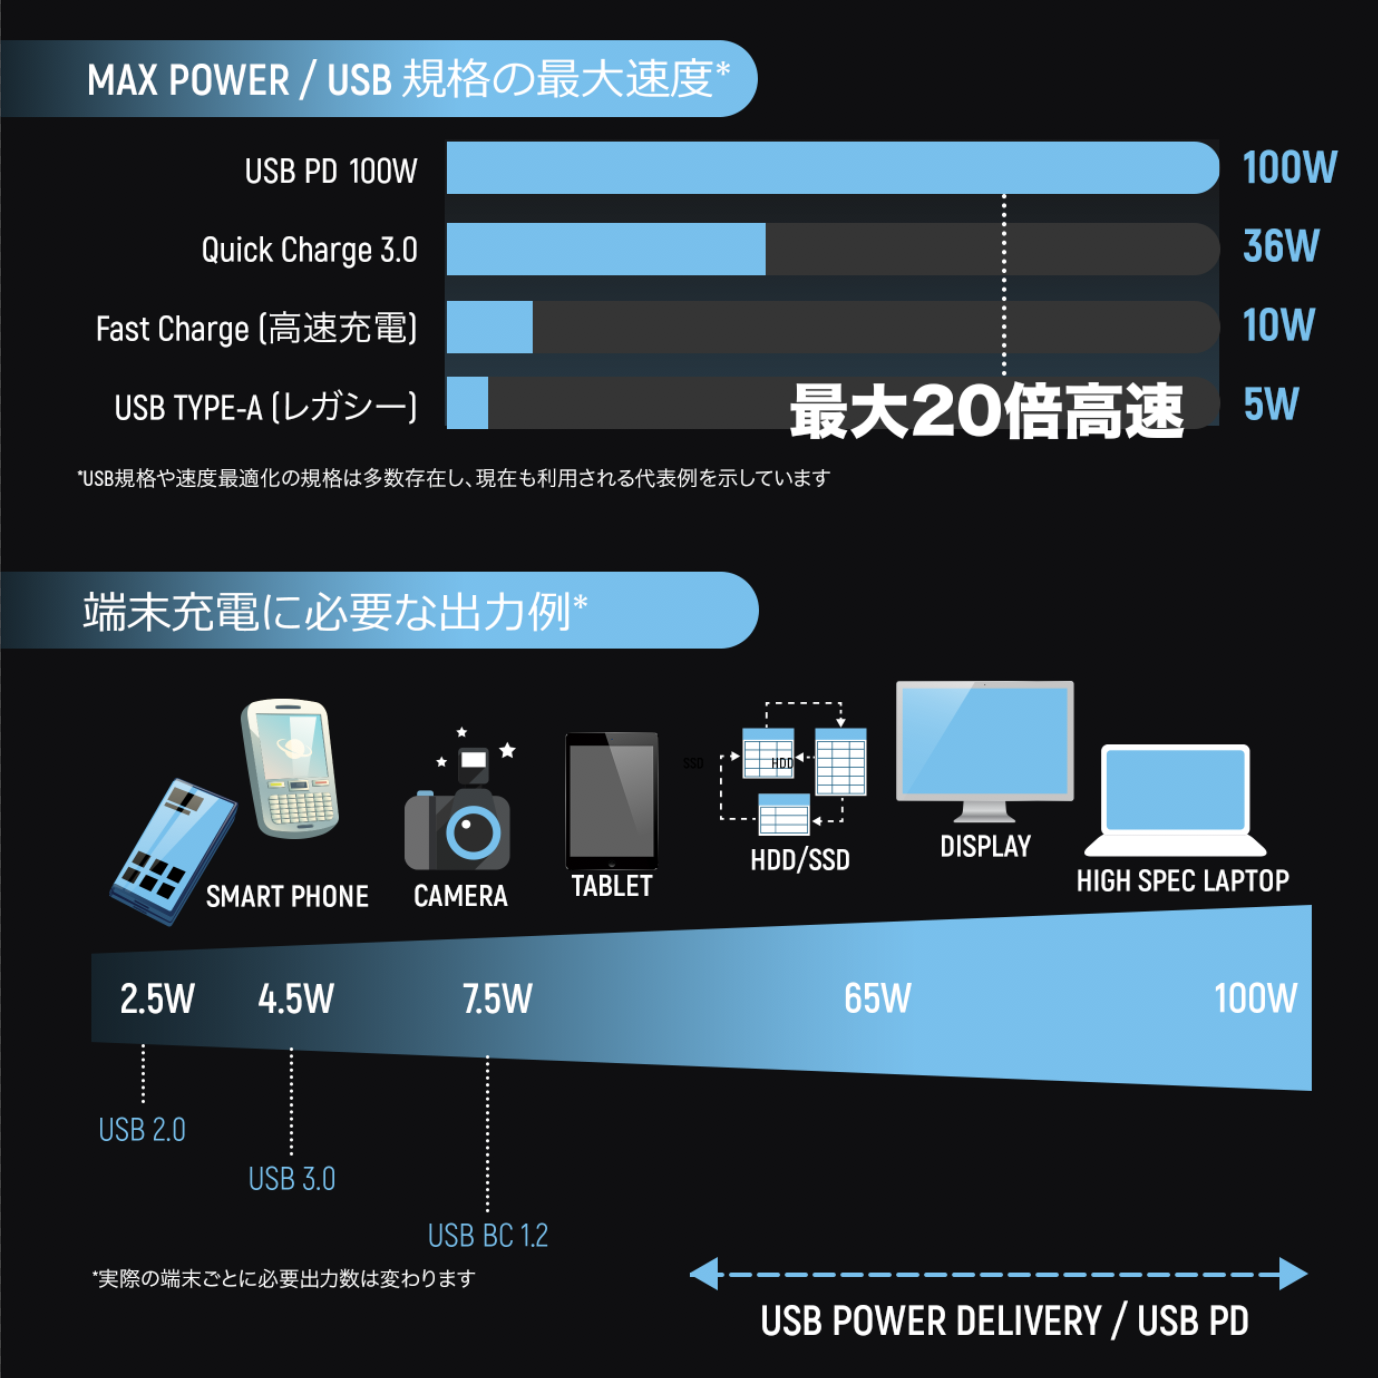 MAX POWER / USB 規格の最大速度*
USB PD 100W
100W
Quick Charge 3.0
36W
Fast Charge (高速充電)
10W
USB TYPE-A (レガシー)
5W
最大20倍高速
*USB規格や速度最適化の規格は多数存在し、現在も利用される代表例を示しています
端末充電に必要な出力例*
SSD
HDD
SMART PHONE
CAMERA
TABLET
HDD/SSD
DISPLAY
HIGH SPEC LAPTOP
2.5W
4.5W
7.5W
65W
100W
USB 2.0
USB 3.0
USB BC 1.2
*実際の端末ごとに必要出力数は変わります
USB POWER DELIVERY / USB PD